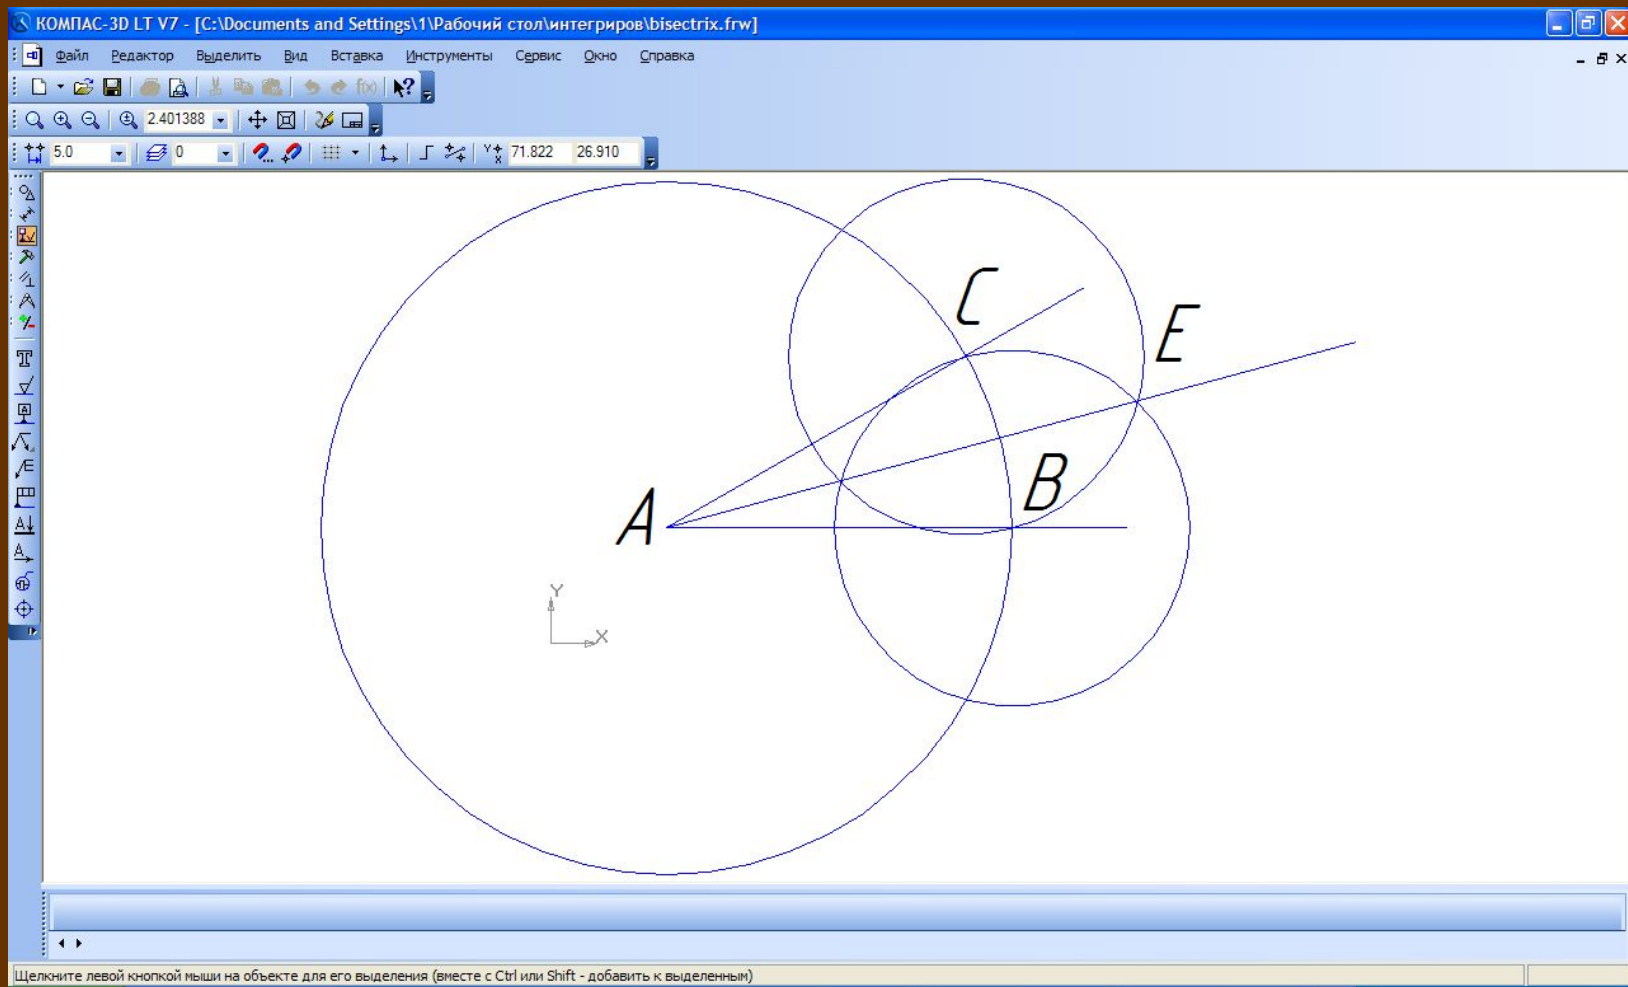 КОМПАС-3D LT V7 - [C:\Documents and Settings\1\Рабочий стол\интегриров\bisectrix.frw]
Файл Редактор Выделить Вид Вставка Инструменты Сервис Окно Справка
f(x)
2.401388
5.0 0 71.822 26.910
C
E
B
A
Y
X
Щелкните левой кнопкой мыши на объекте для его выделения (вместе с Ctrl или Shift - добавить к выделенным)